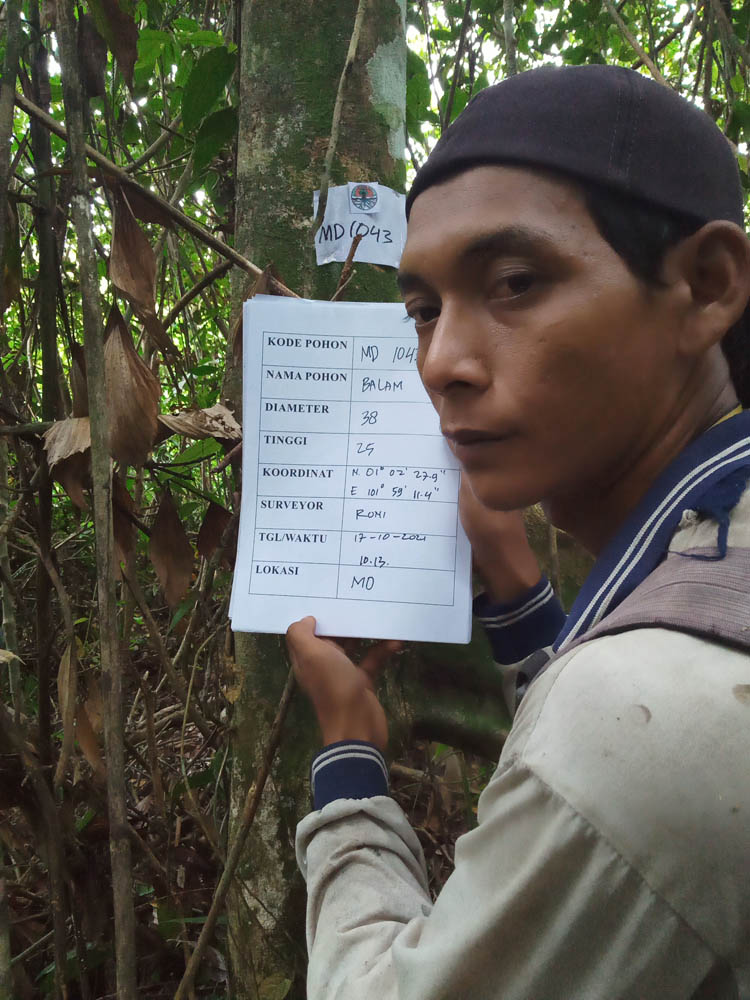 MD 1043
KODE POHON MD 1043
NAMA POHON BALAM
DIAMETER 38
TINGGI 25
KOORDINAT N. 01° 02' 27.9"
E 101° 59' 11.4"
SURVEYOR ROMI
TGL/WAKTU 17-10-2021
10.13.
LOKASI MD